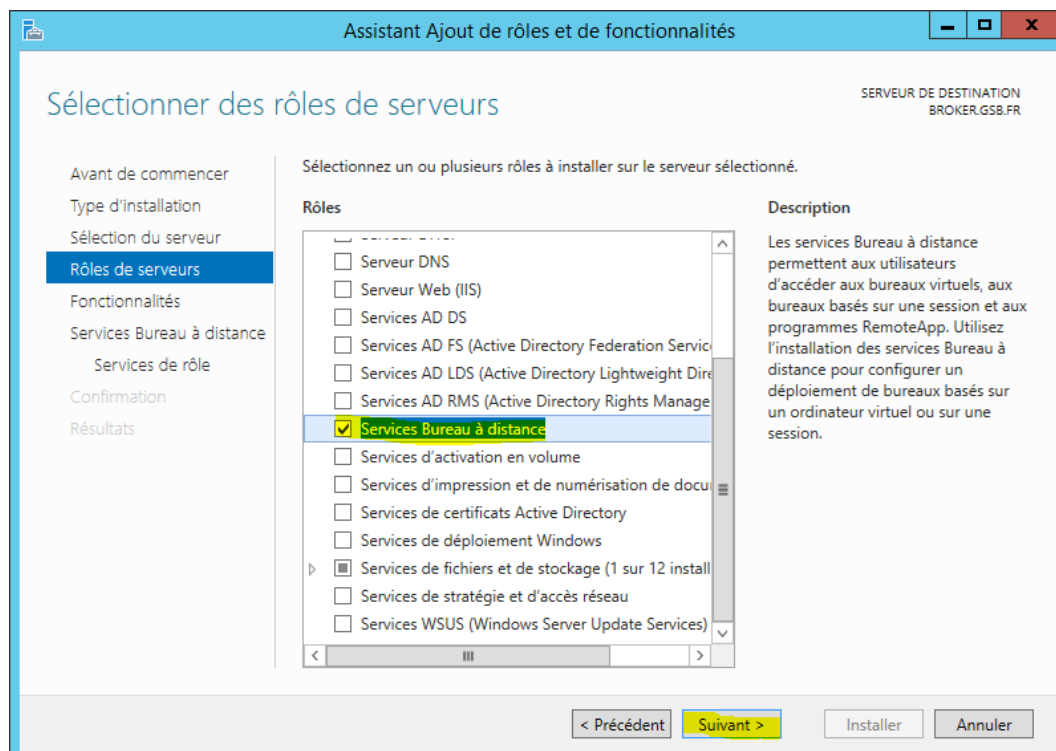 Assistant Ajout de rôles et de fonctionnalités
Sélectionner des rôles de serveurs
SERVEUR DE DESTINATION
BROKER.GSB.FR
Avant de commencer
Type d'installation
Sélection du serveur
Rôles de serveurs
Fonctionnalités
Services Bureau à distance
Services de rôle
Confirmation
Résultats
Sélectionnez un ou plusieurs rôles à installer sur le serveur sélectionné.
Rôles
Serveur DNS
Serveur Web (IIS)
Services AD DS
Services AD FS (Active Directory Federation Servic
Services AD LDS (Active Directory Lightweight Dire
Services AD RMS (Active Directory Rights Manage
Services Bureau à distance
Services d'activation en volume
Services d'impression et de numérisation de docu
Services de certificats Active Directory
Services de déploiement Windows
Services de fichiers et de stockage (1 sur 12 install
Services de stratégie et d'accès réseau
Services WSUS (Windows Server Update Services)
Description
Les services Bureau à distance
permettent aux utilisateurs
d'accéder aux bureaux virtuels, aux
bureaux basés sur une session et aux
programmes RemoteApp. Utilisez
l'installation des services Bureau à
distance pour configurer un
déploiement de bureaux basés sur
un ordinateur virtuel ou sur une
session.
< Précédent
Suivant >
Installer
Annuler